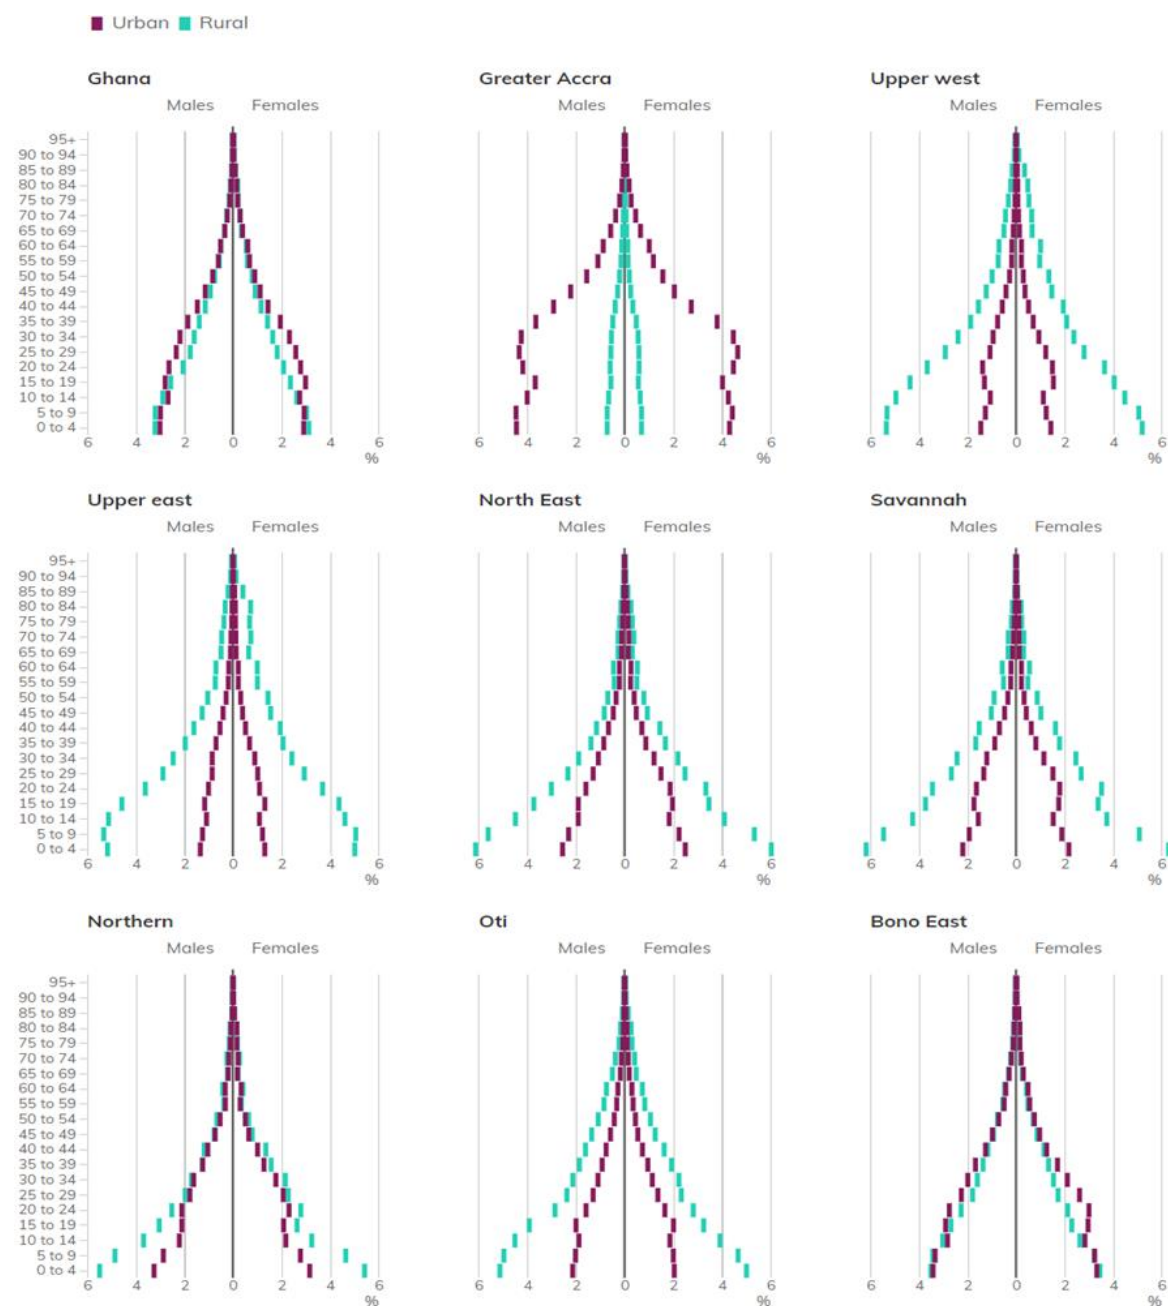 Urban Rural
Ghana Greater Accra Upper west
Males Females Males Females Males Females
95+
90 to 94
85 to 89
80 to 84
75 to 79
70 to 74
65 to 69
60 to 64
55 to 59
50 to 54
45 to 49
40 to 44
35 to 39
30 to 34
25 to 29
20 to 24
15 to 19
10 to 14
5 to 9
0 to 4
6 4 2 0 2 4 6 6 4 2 0 2 4 6 6 4 2 0 2 4 6
% % %
Upper east North East Savannah
Males Females Males Females Males Females
95+
90 to 94
85 to 89
80 to 84
75 to 79
70 to 74
65 to 69
60 to 64
55 to 59
50 to 54
45 to 49
40 to 44
35 to 39
30 to 34
25 to 29
20 to 24
15 to 19
10 to 14
5 to 9
0 to 4
6 4 2 0 2 4 6 6 4 2 0 2 4 6 6 4 2 0 2 4 6
% % %
Northern Oti Bono East
Males Females Males Females Males Females
95+
90 to 94
85 to 89
80 to 84
75 to 79
70 to 74
65 to 69
60 to 64
55 to 59
50 to 54
45 to 49
40 to 44
35 to 39
30 to 34
25 to 29
20 to 24
15 to 19
10 to 14
5 to 9
0 to 4
6 4 2 0 2 4 6 6 4 2 0 2 4 6 6 4 2 0 2 4 6
% % %